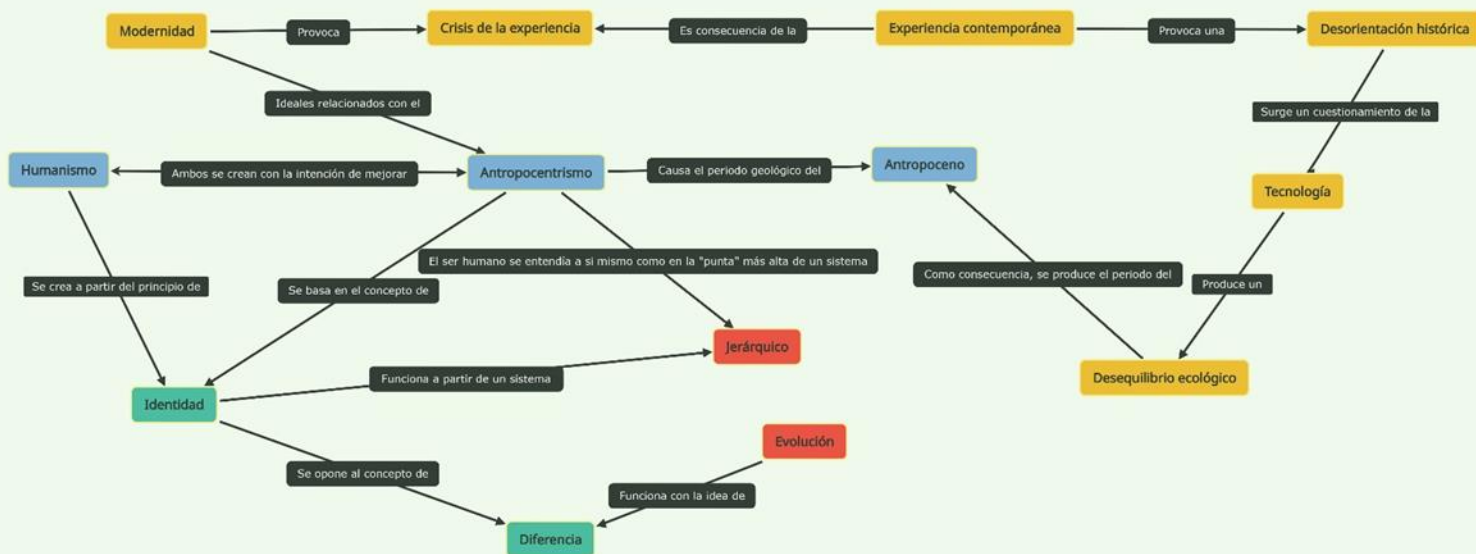 Modernidad
Provoca
Crisis de la experiencia
Es consecuencia de la
Experiencia contemporánea
Provoca una
Desorientación histórica
Ideales relacionados con el
Surge un cuestionamiento de la
Humanismo
Ambos se crean con la intención de mejorar
Antropocentrismo
Causa el periodo geológico del
Antropoceno
Tecnología
El ser humano se entendía a si mismo como en la "punta" más alta de un sistema
Como consecuencia, se produce el periodo del
Se crea a partir del principio de
Se basa en el concepto de
Produce un
Jerárquico
Funciona a partir de un sistema
Desequilibrio ecológico
Identidad
Evolución
Se opone al concepto de
Funciona con la idea de
Diferencia